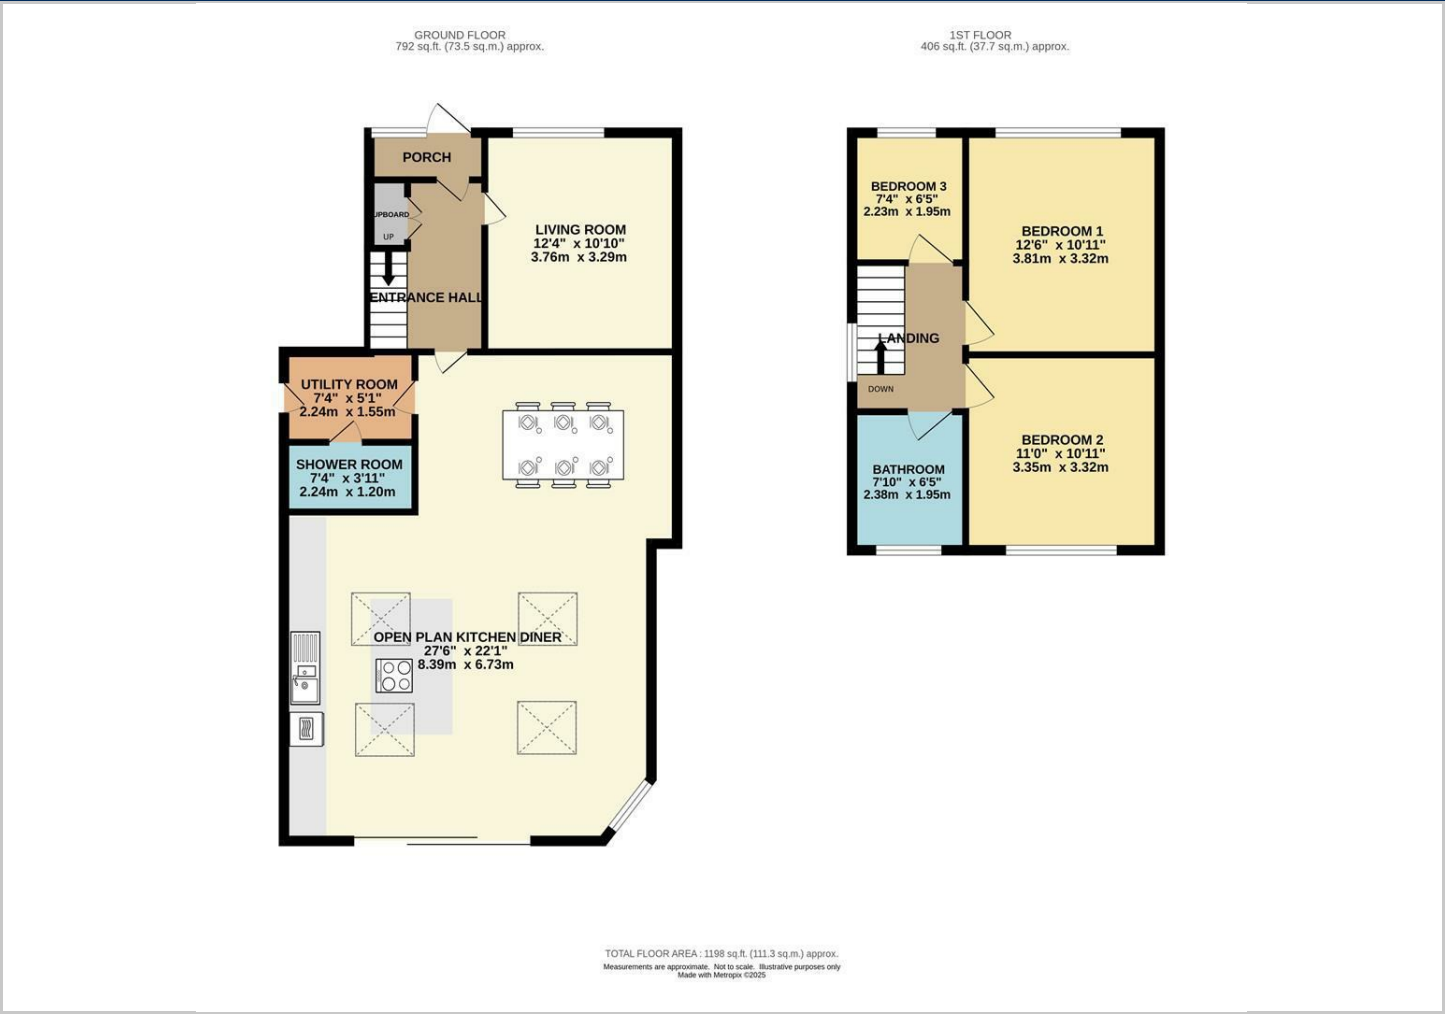 GROUND FLOOR
792 sq.ft. (73.5 sq.m.) approx.
1ST FLOOR
406 sq.ft. (37.7 sq.m.) approx.
PORCH
UPBOARD
UP
LIVING ROOM
12'4" x 10'10"
3.76m x 3.29m
ENTRANCE HALL
UTILITY ROOM
7'4" x 5'1"
2.24m x 1.55m
SHOWER ROOM
7'4" x 3'11"
2.24m x 1.20m
OPEN PLAN KITCHEN DINER
27'6" x 22'1"
8.39m x 6.73m
BEDROOM 3
7'4" x 6'5"
2.23m x 1.95m
BEDROOM 1
12'6" x 10'11"
3.81m x 3.32m
LANDING
DOWN
BEDROOM 2
11'0" x 10'11"
3.35m x 3.32m
BATHROOM
7'10" x 6'5"
2.38m x 1.95m
TOTAL FLOOR AREA : 1198 sq.ft. (111.3 sq.m.) approx.
Measurements are approximate. Not to scale. Illustrative purposes only
Made with Metropix ©2025